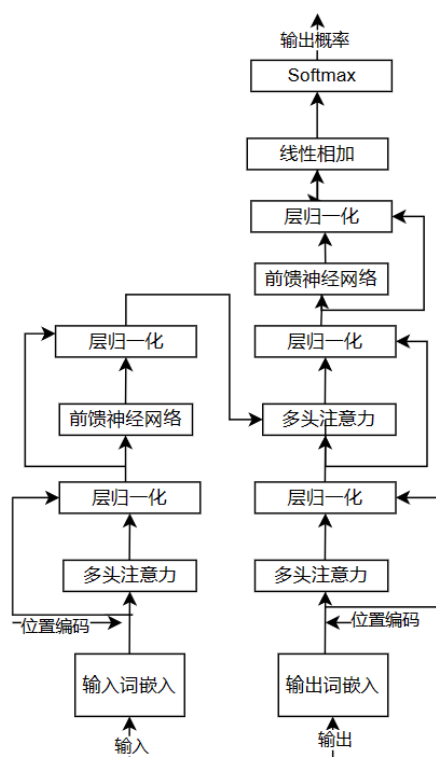 输出概率
Softmax
线性相加
层归一化
前馈神经网络
层归一化
层归一化
前馈神经网络
多头注意力
层归一化
层归一化
多头注意力
多头注意力
位置编码
位置编码
输入词嵌入
输出词嵌入
输入
输出